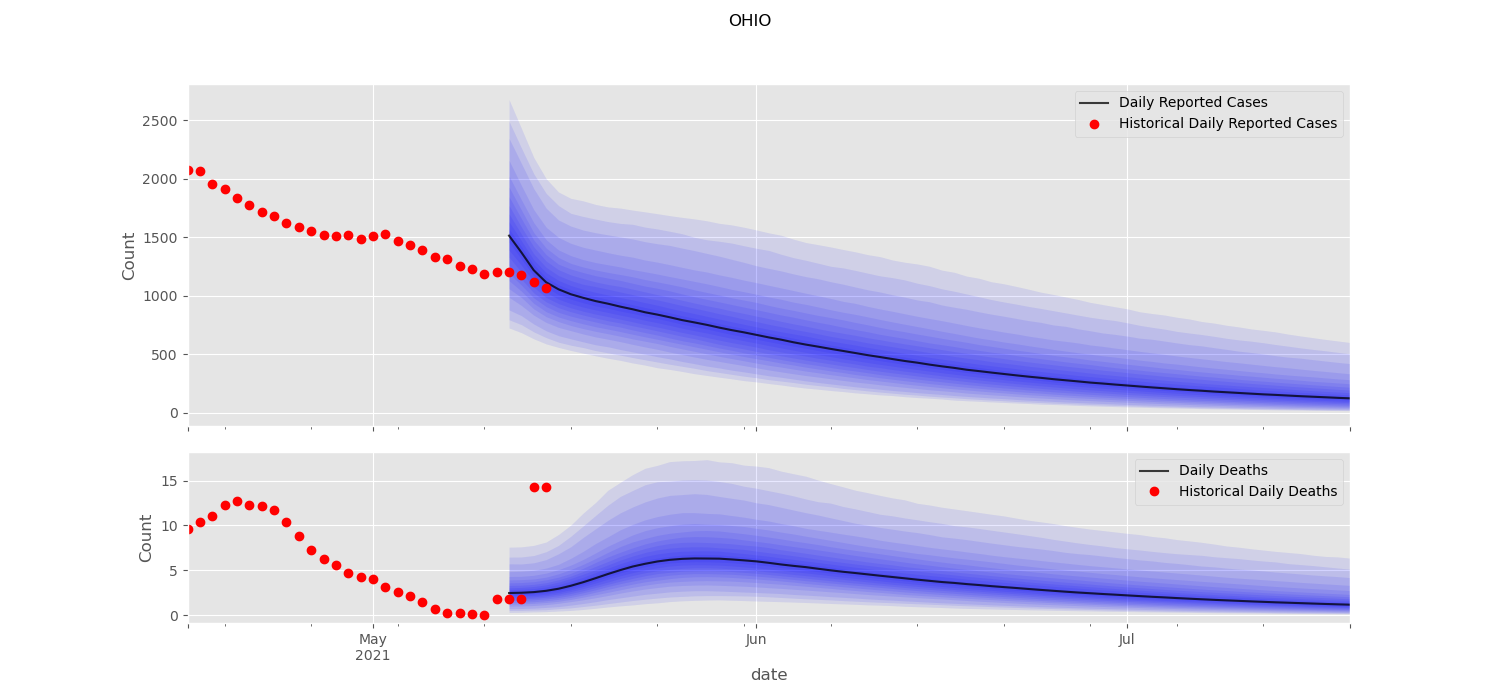 OHIO
2500
2000
1500
1000
500
0
Count
Daily Reported Cases
Historical Daily Reported Cases
15
10
5
0
Count
Daily Deaths
Historical Daily Deaths
May
2021
Jun
Jul
date